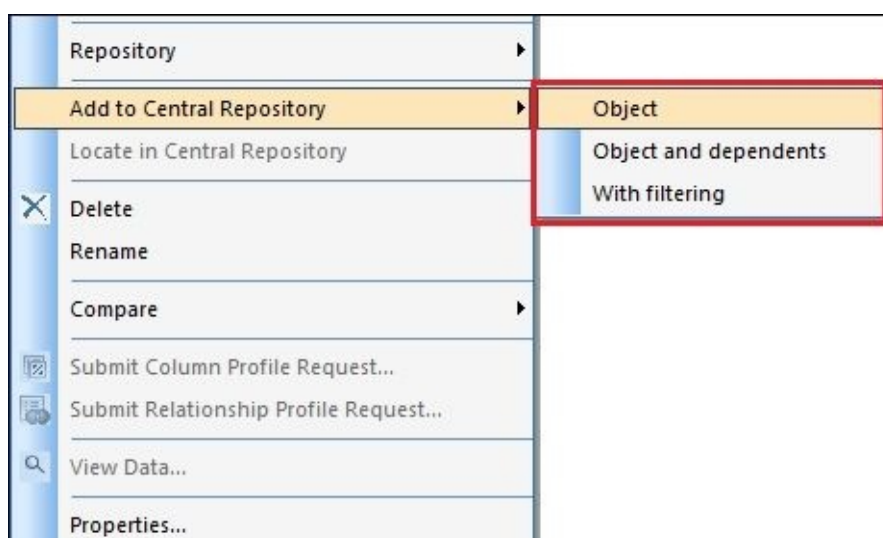 Repository
Add to Central Repository
Object
Locate in Central Repository
Object and dependents
With filtering
Delete
Rename
Compare
Submit Column Profile Request...
Submit Relationship Profile Request...
View Data...
Properties...